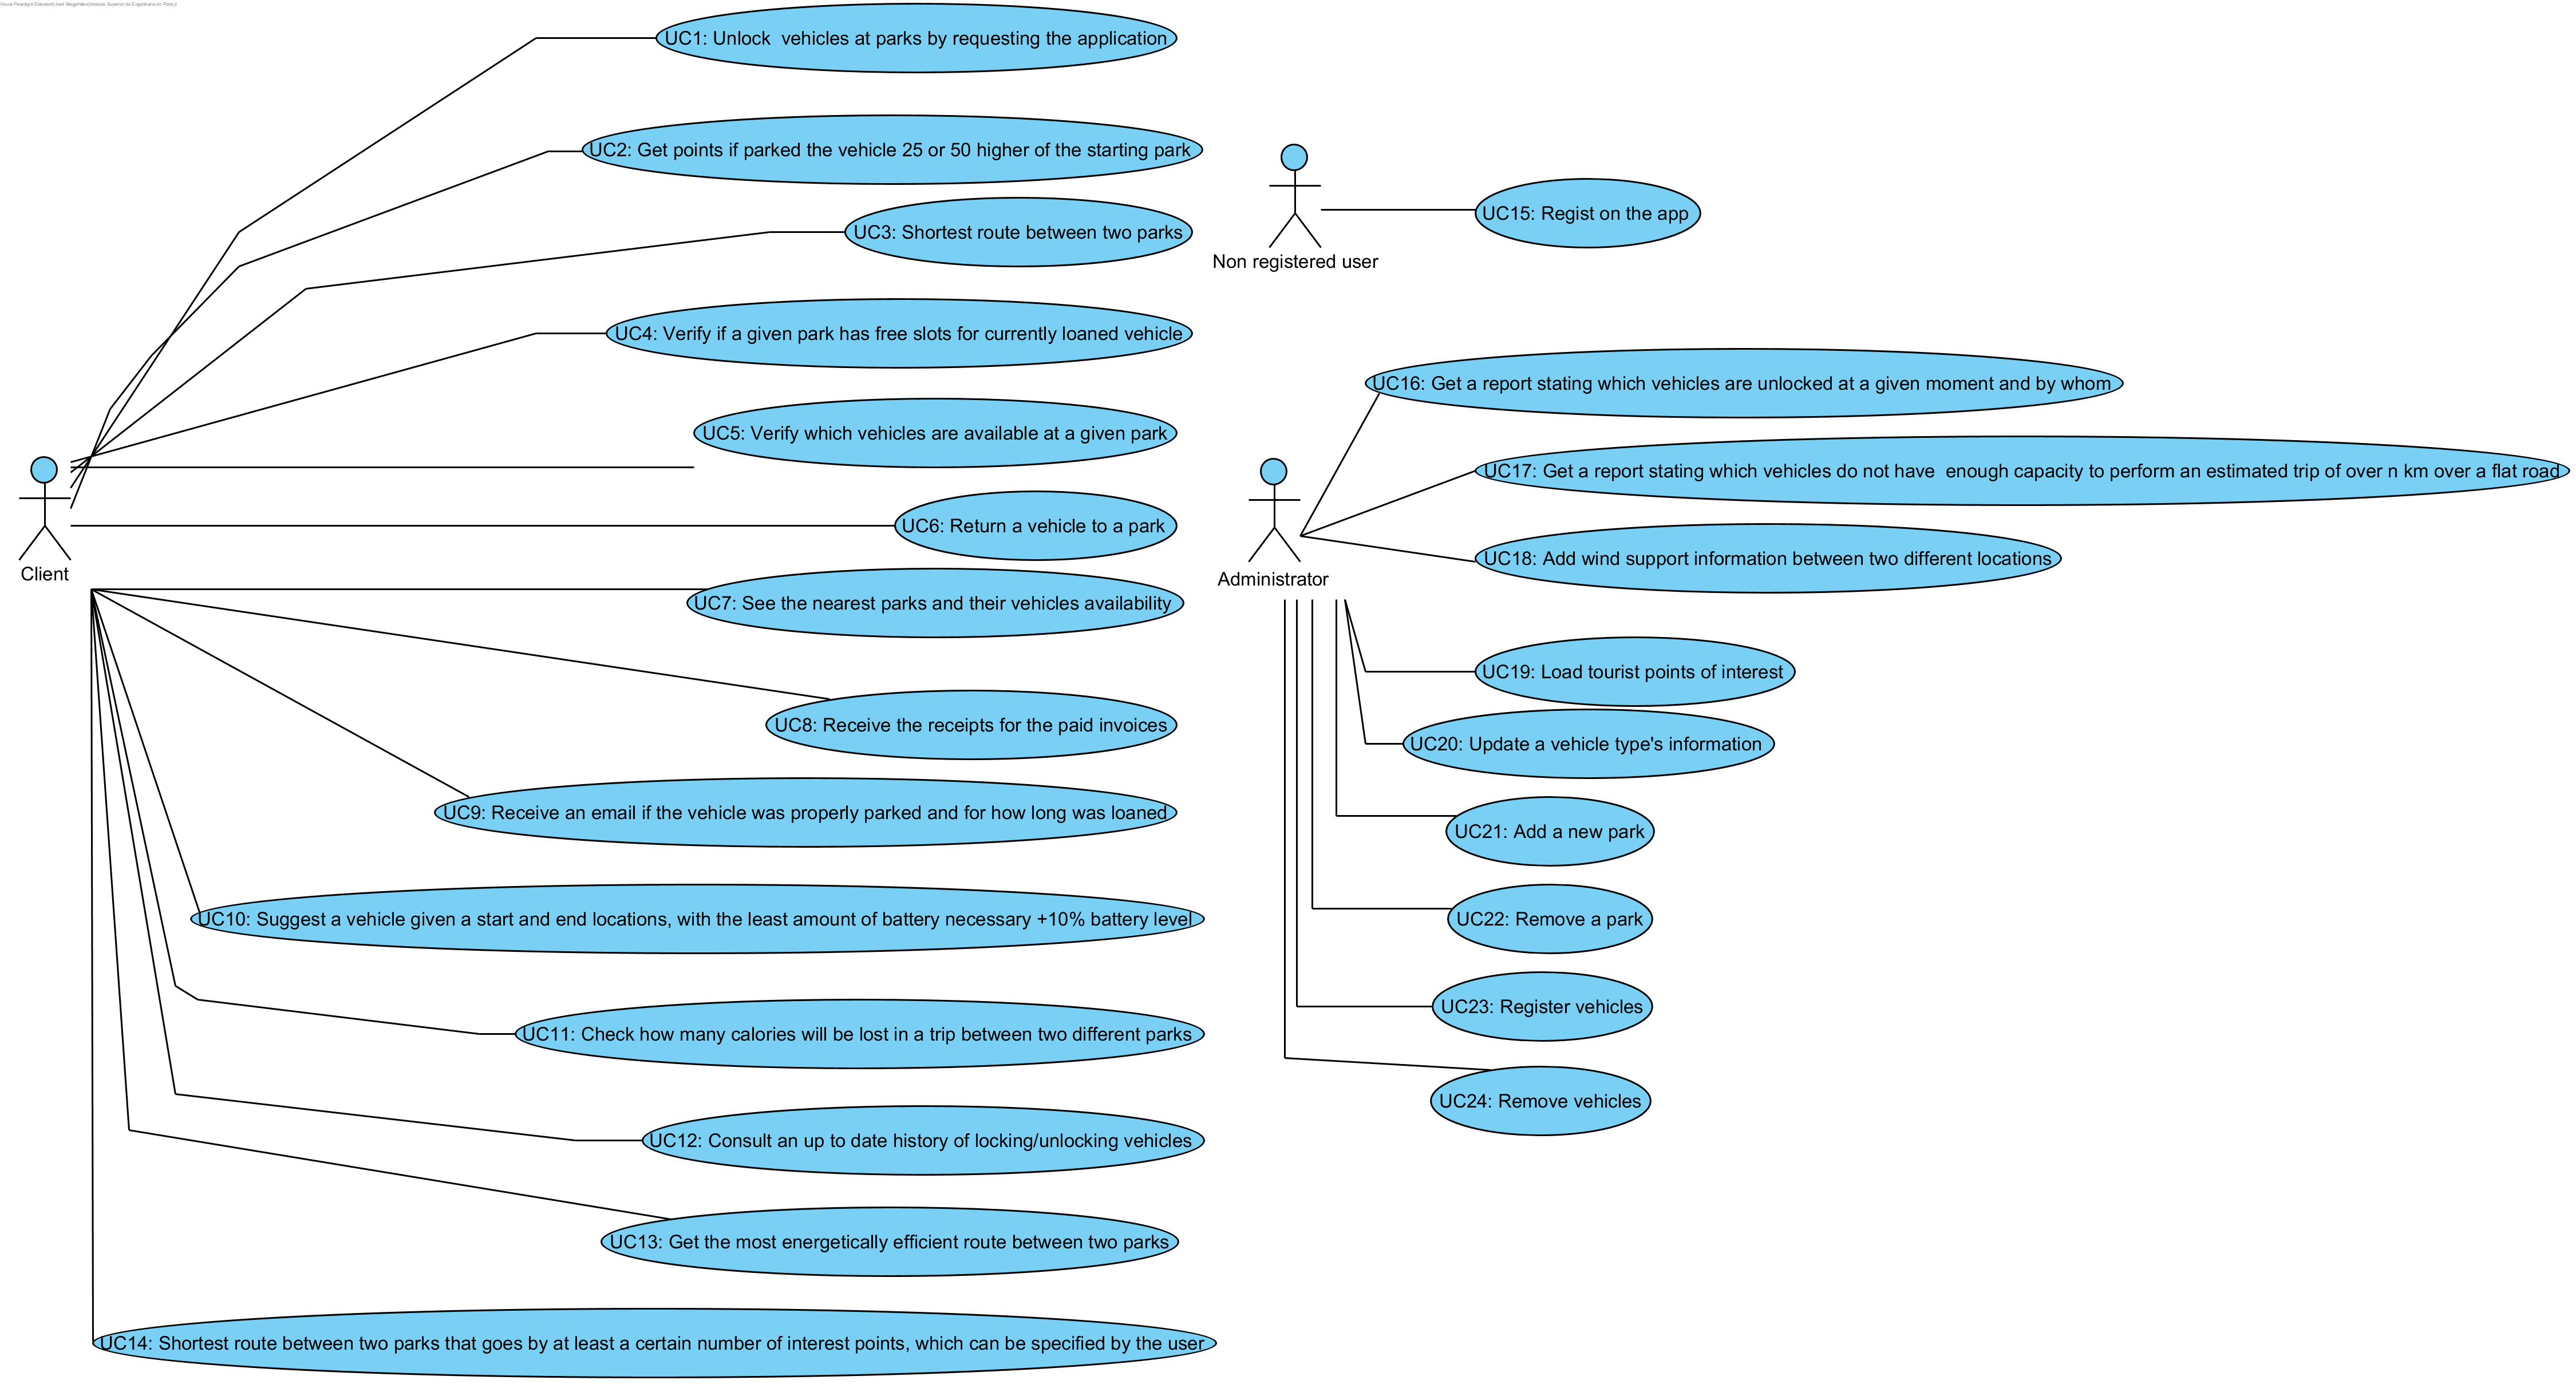 Visual Paradigm Standard(José Magalhães(Instituto Superior de Engenharia do Porto))
UC1: Unlock  vehicles at parks by requesting the application
UC2: Get points if parked the vehicle 25 or 50 higher of the starting park
UC3: Shortest route between two parks
UC4: Verify if a given park has free slots for currently loaned vehicle
UC5: Verify which vehicles are available at a given park
Client
UC6: Return a vehicle to a park
UC7: See the nearest parks and their vehicles availability
UC8: Receive the receipts for the paid invoices
UC9: Receive an email if the vehicle was properly parked and for how long was loaned
UC10: Suggest a vehicle given a start and end locations, with the least amount of battery necessary +10% battery level
UC11: Check how many calories will be lost in a trip between two different parks
UC12: Consult an up to date history of locking/unlocking vehicles
UC13: Get the most energetically efficient route between two parks
UC14: Shortest route between two parks that goes by at least a certain number of interest points, which can be specified by the user
Non registered user
UC15: Regist on the app
Administrator
UC16: Get a report stating which vehicles are unlocked at a given moment and by whom
UC17: Get a report stating which vehicles do not have  enough capacity to perform an estimated trip of over n km over a flat road
UC18: Add wind support information between two different locations
UC19: Load tourist points of interest
UC20: Update a vehicle type's information
UC21: Add a new park
UC22: Remove a park
UC23: Register vehicles
UC24: Remove vehicles